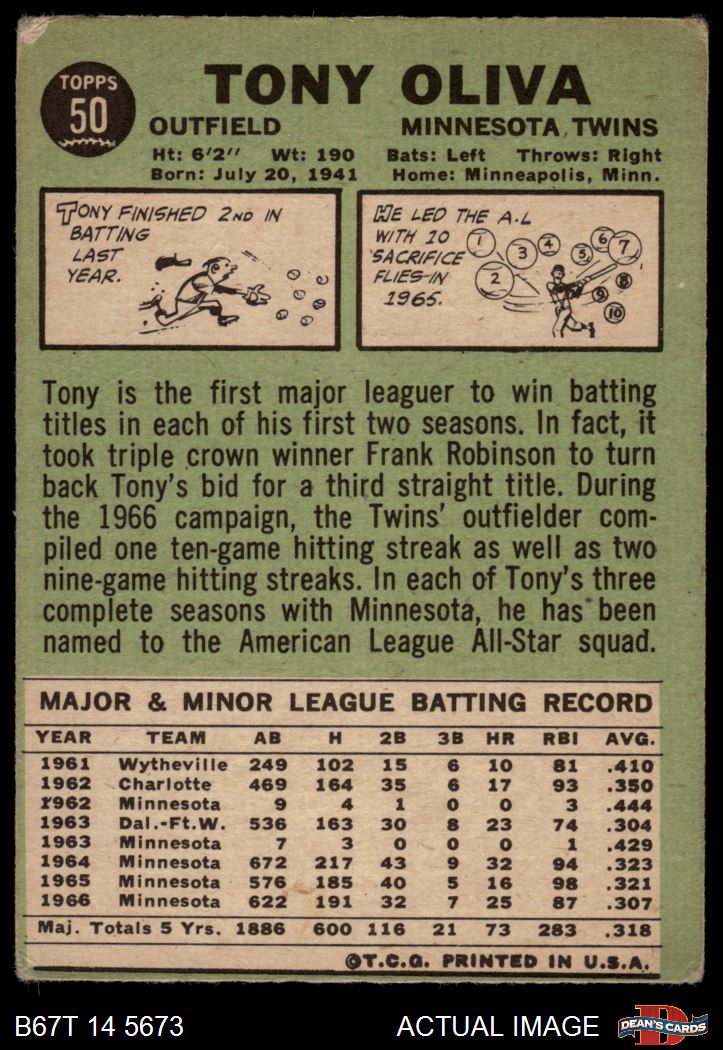 TOPPS
50
TONY OLIVA
OUTFIELD MINNESOTA TWINS
Ht: 6'2" Wt: 190 Bats: Left Throws: Right
Born: July 20, 1941 Home: Minneapolis, Minn.
TONY FINISHED 2ND IN
BATTING
LAST
YEAR.
HE LED THE A.L
WITH 10
SACRIFICE
FLIES IN
1965.
1
2
3
4
5
6
7
8
9
10
Tony is the first major leaguer to win batting
titles in each of his first two seasons. In fact, it
took triple crown winner Frank Robinson to turn
back Tony's bid for a third straight title. During
the 1966 campaign, the Twins' outfielder com-
piled one ten-game hitting streak as well as two
nine-game hitting streaks. In each of Tony's three
complete seasons with Minnesota, he has been
named to the American League All-Star squad.
MAJOR & MINOR LEAGUE BATTING RECORD
YEAR TEAM AB H 2B 3B HR RBI AVG.
1961 Wytheville 249 102 15 6 10 81 .410
1962 Charlotte 469 164 35 6 17 93 .350
1962 Minnesota 9 4 1 0 0 3 .444
1963 Dal.-Ft.W. 536 163 30 8 23 74 .304
1963 Minnesota 7 3 0 0 0 1 .429
1964 Minnesota 672 217 43 9 32 94 .323
1965 Minnesota 576 185 40 5 16 98 .321
1966 Minnesota 622 191 32 7 25 87 .307
Maj. Totals 5 Yrs. 1886 600 116 21 73 283 .318
©T.C.G. PRINTED IN U.S.A.
B67T 14 5673 ACTUAL IMAGE
D
DEAN'S CARDS